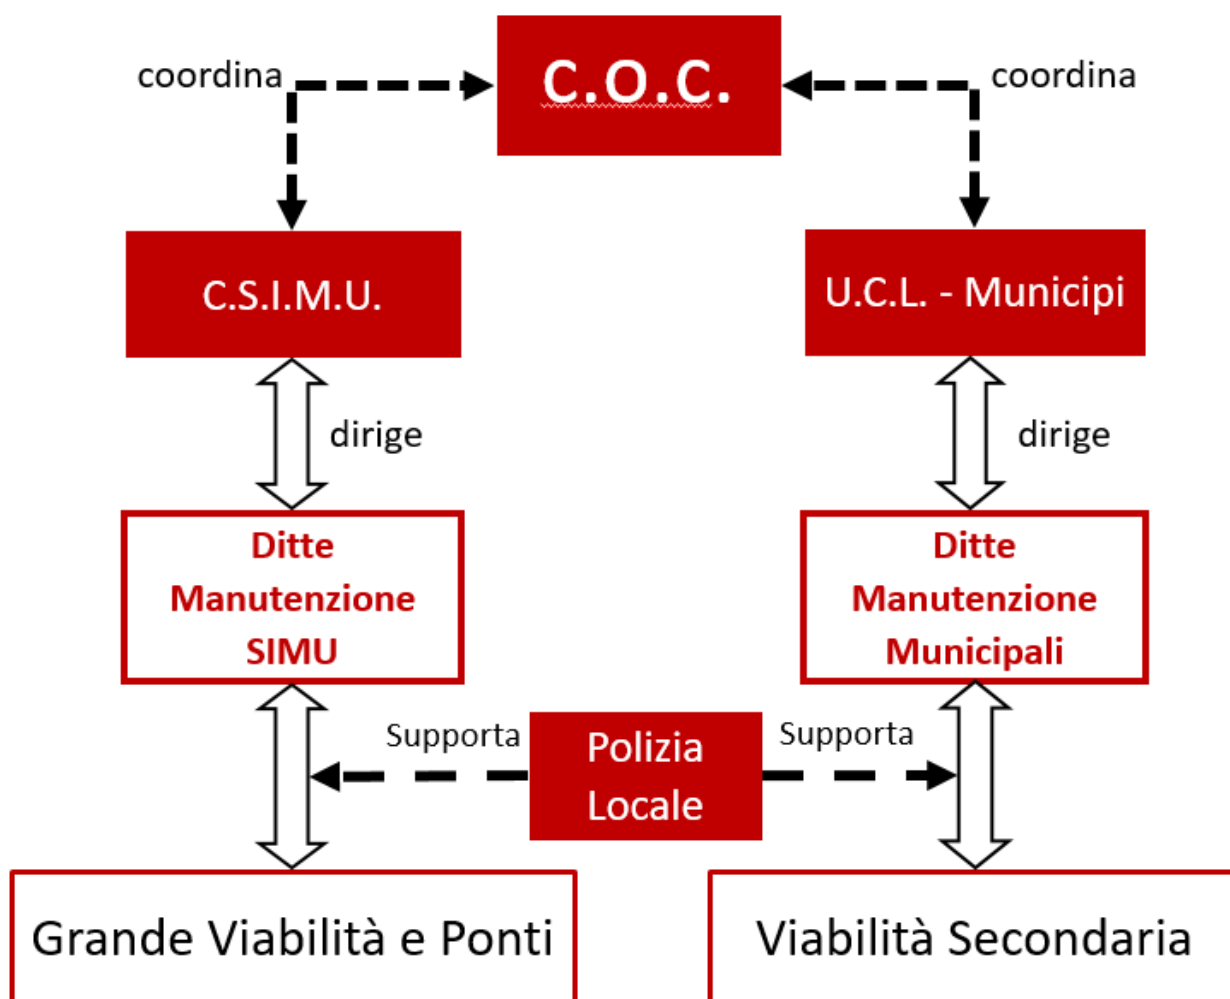 coordina
C.O.C.
coordina
C.S.I.M.U.
U.C.L. - Municipi
dirige
dirige
Ditte
Manutenzione
SIMU
Ditte
Manutenzione
Municipali
Supporta
Polizia
Locale
Supporta
Grande Viabilità e Ponti
Viabilità Secondaria